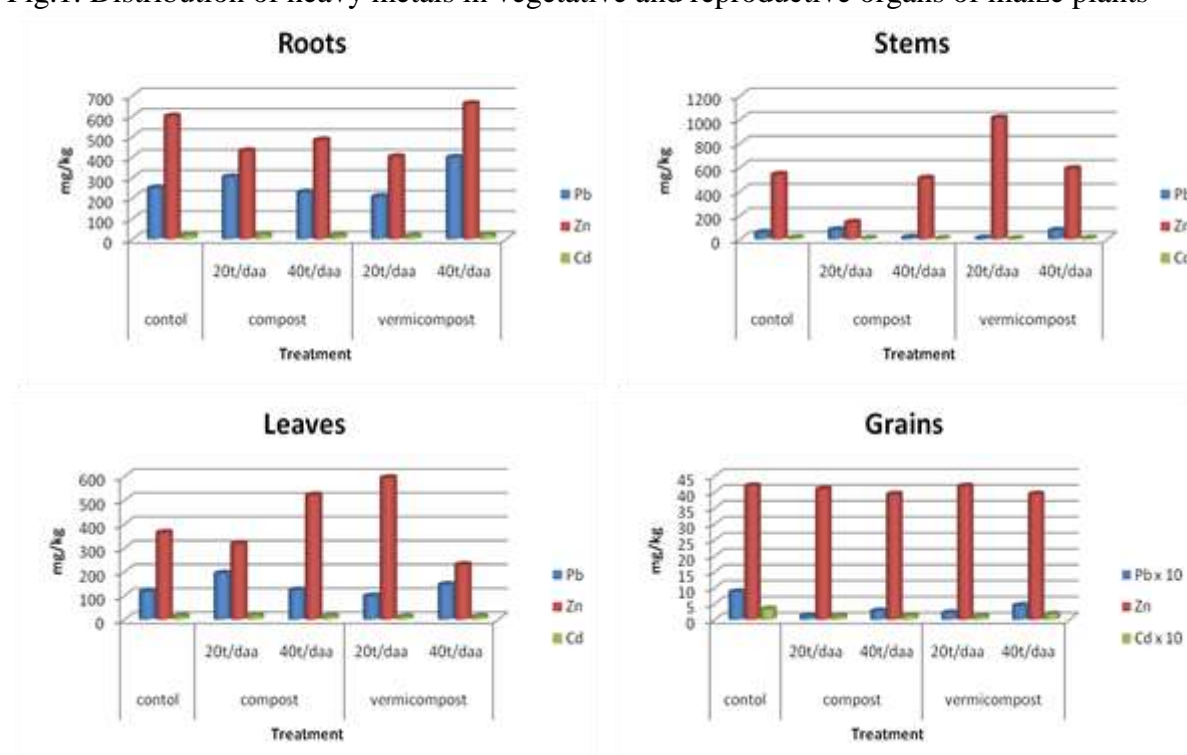 Fig.1. Distribution of heavy metals in vegetative and reproductive organs of maize plants
Roots
mg/kg
700
600
500
400
300
200
100
0
20t/daa 40t/daa 20t/daa 40t/daa
contol compost vermicompost
Treatment
Pb
Zn
Cd
Stems
mg/kg
1200
1000
800
600
400
200
0
20t/daa 40t/daa 20t/daa 40t/daa
contol compost vermicompost
Treatment
Pb
Zn
Cd
Leaves
mg/kg
600
500
400
300
200
100
0
20t/daa 40t/daa 20t/daa 40t/daa
contol compost vermicompost
Treatment
Pb
Zn
Cd
Grains
mg/kg
45
40
35
30
25
20
15
10
5
0
20t/daa 40t/daa 20t/daa 40t/daa
contol compost vermicompost
Treatment
Pb x 10
Zn
Cd x 10